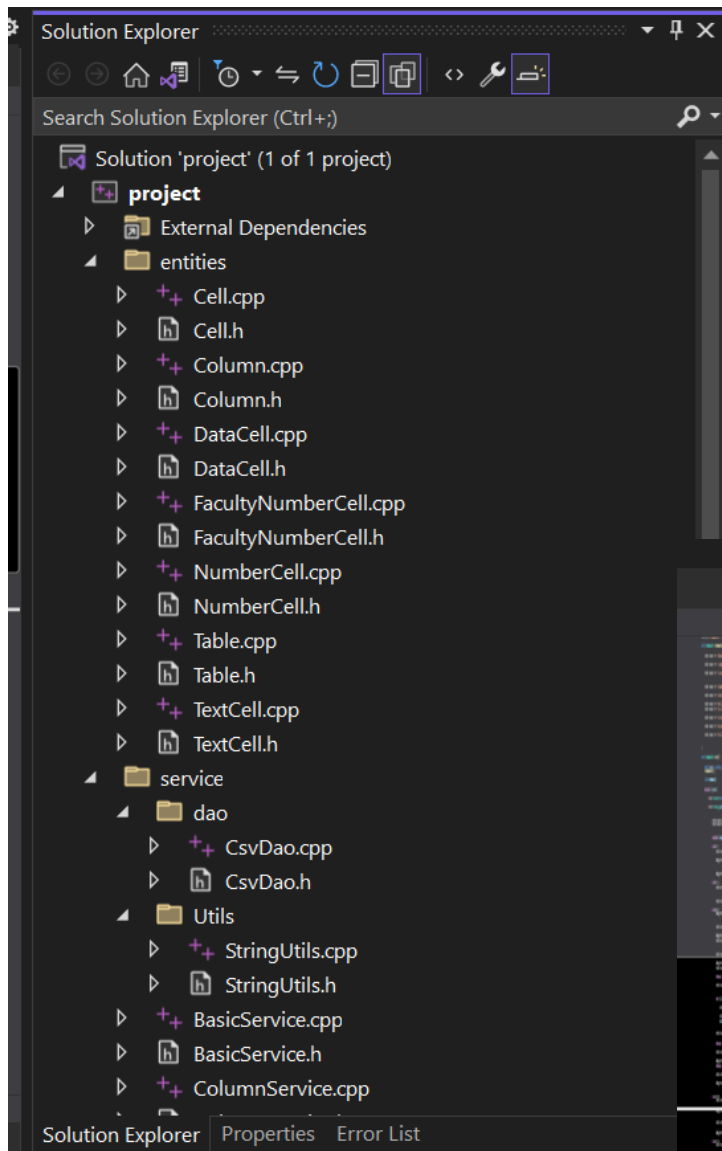 Solution Explorer
Search Solution Explorer (Ctrl+;)
Solution 'project' (1 of 1 project)
project
External Dependencies
entities
Cell.cpp
Cell.h
Column.cpp
Column.h
DataCell.cpp
DataCell.h
FacultyNumberCell.cpp
FacultyNumberCell.h
NumberCell.cpp
NumberCell.h
Table.cpp
Table.h
TextCell.cpp
TextCell.h
service
dao
CsvDao.cpp
CsvDao.h
Utils
StringUtils.cpp
StringUtils.h
BasicService.cpp
BasicService.h
ColumnService.cpp
Solution Explorer Properties Error List